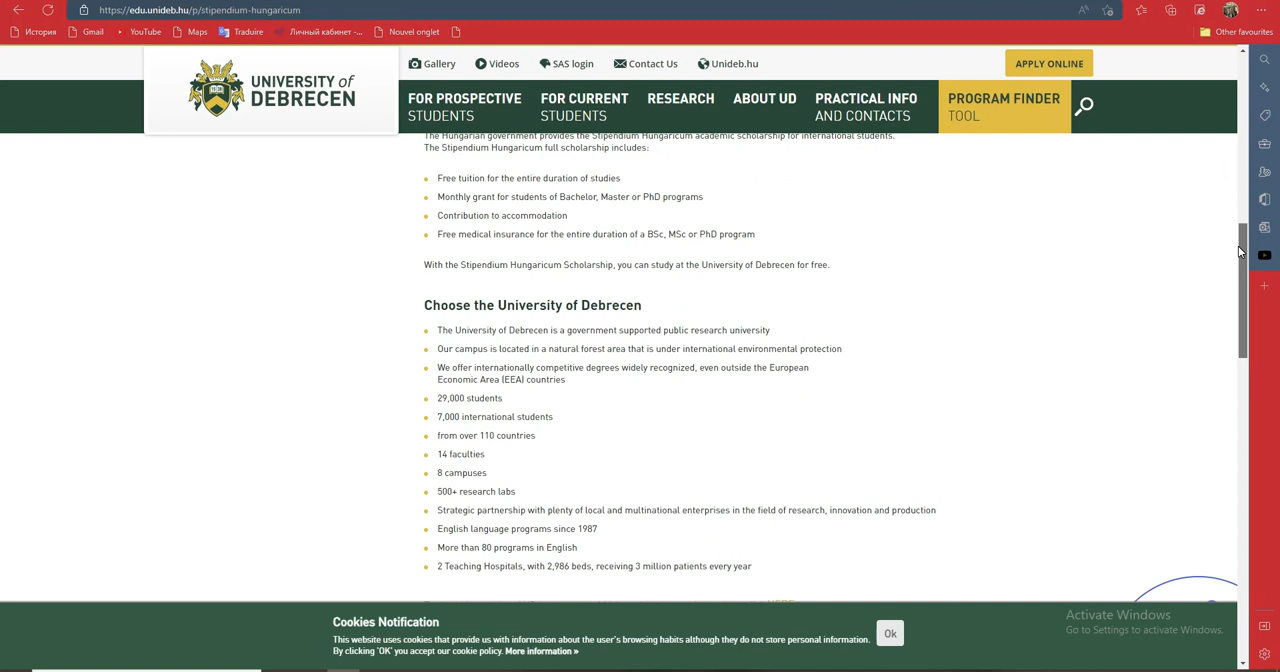 https://edu.unideb.hu/p/stipendium-hungaricum
История
Gmail
YouTube
Maps
Traduire
Личный кабинет -...
Nouvel onglet
Other favourites
UNIVERSITY of
DEBRECEN
Gallery
Videos
SAS login
Contact Us
Unideb.hu
APPLY ONLINE
FOR PROSPECTIVE
STUDENTS
FOR CURRENT
STUDENTS
RESEARCH
ABOUT UD
PRACTICAL INFO
AND CONTACTS
PROGRAM FINDER
TOOL
The Hungarian government provides the Stipendium Hungaricum academic scholarship for international students.
The Stipendium Hungaricum full scholarship includes:
Free tuition for the entire duration of studies
Monthly grant for students of Bachelor, Master or PhD programs
Contribution to accommodation
Free medical insurance for the entire duration of a BSc, MSc or PhD program
With the Stipendium Hungaricum Scholarship, you can study at the University of Debrecen for free.
Choose the University of Debrecen
The University of Debrecen is a government supported public research university
Our campus is located in a natural forest area that is under international environmental protection
We offer internationally competitive degrees widely recognized, even outside the European
Economic Area (EEA) countries
29,000 students
7,000 international students
from over 110 countries
14 faculties
8 campuses
500+ research labs
Strategic partnership with plenty of local and multinational enterprises in the field of research, innovation and production
English language programs since 1987
More than 80 programs in English
2 Teaching Hospitals, with 2,986 beds, receiving 3 million patients every year
Cookies Notification
This website uses cookies that provide us with information about the user's browsing habits although they do not store personal information.
By clicking 'OK' you accept our cookie policy. More information »
Ok
Activate Windows
Go to Settings to activate Windows.